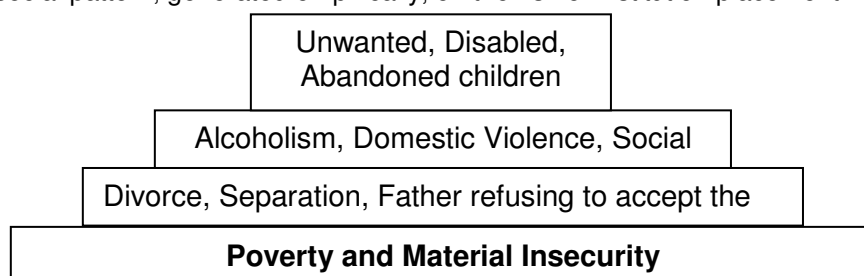 Unwanted, Disabled,
Abandoned children
Alcoholism, Domestic Violence, Social
Divorce, Separation, Father refusing to accept the
Poverty and Material Insecurity